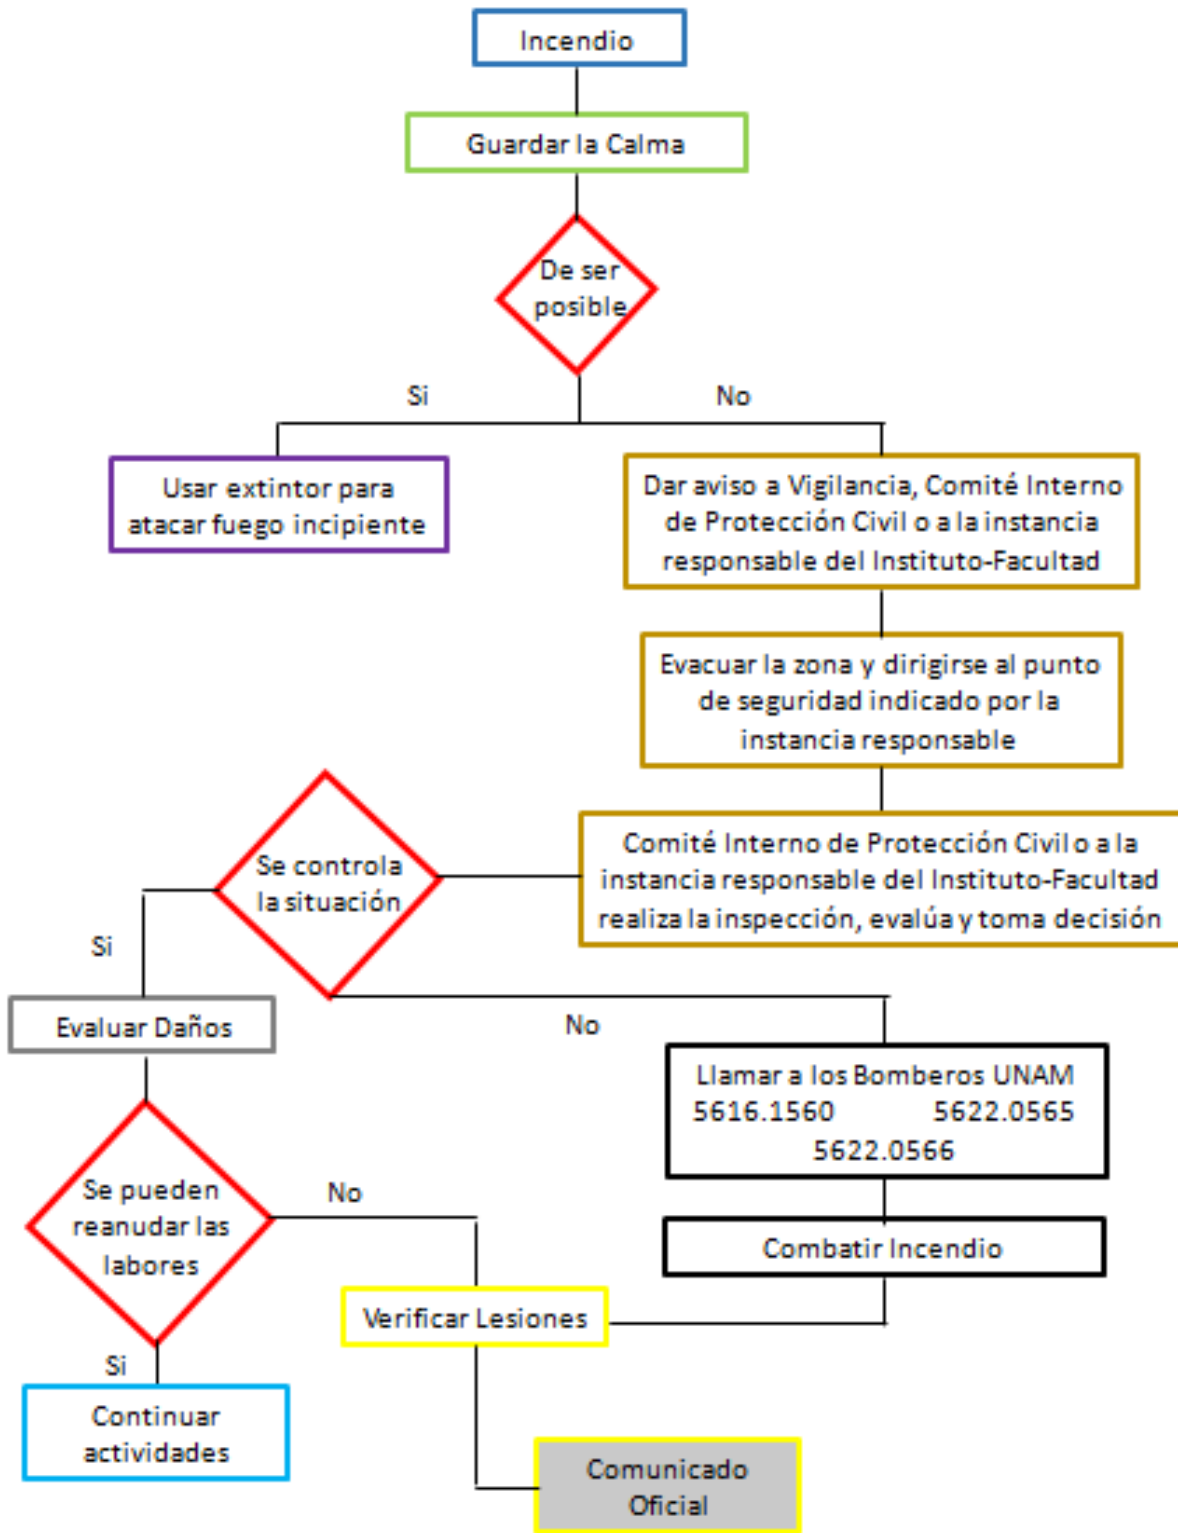 Incendio
Guardar la Calma
De ser
posible
Si
No
Usar extintor para
atacar fuego incipiente
Dar aviso a Vigilancia, Comité Interno
de Protección Civil o a la instancia
responsable del Instituto-Facultad
Evacuar la zona y dirigirse al punto
de seguridad indicado por la
instancia responsable
Comité Interno de Protección Civil o a la
instancia responsable del Instituto-Facultad
realiza la inspección, evalúa y toma decisión
Se controla
la situación
Si
No
Evaluar Daños
Llamar a los Bomberos UNAM
5616.1560 5622.0565
5622.0566
Se pueden
reanudar las
labores
No
Combatir Incendio
Verificar Lesiones
Si
Continuar
actividades
Comunicado
Oficial